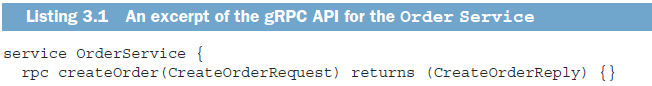 Listing 3.1 An excerpt of the gRPC API for the Order Service
service OrderService {
rpc createOrder(CreateOrderRequest) returns (CreateOrderReply) {}